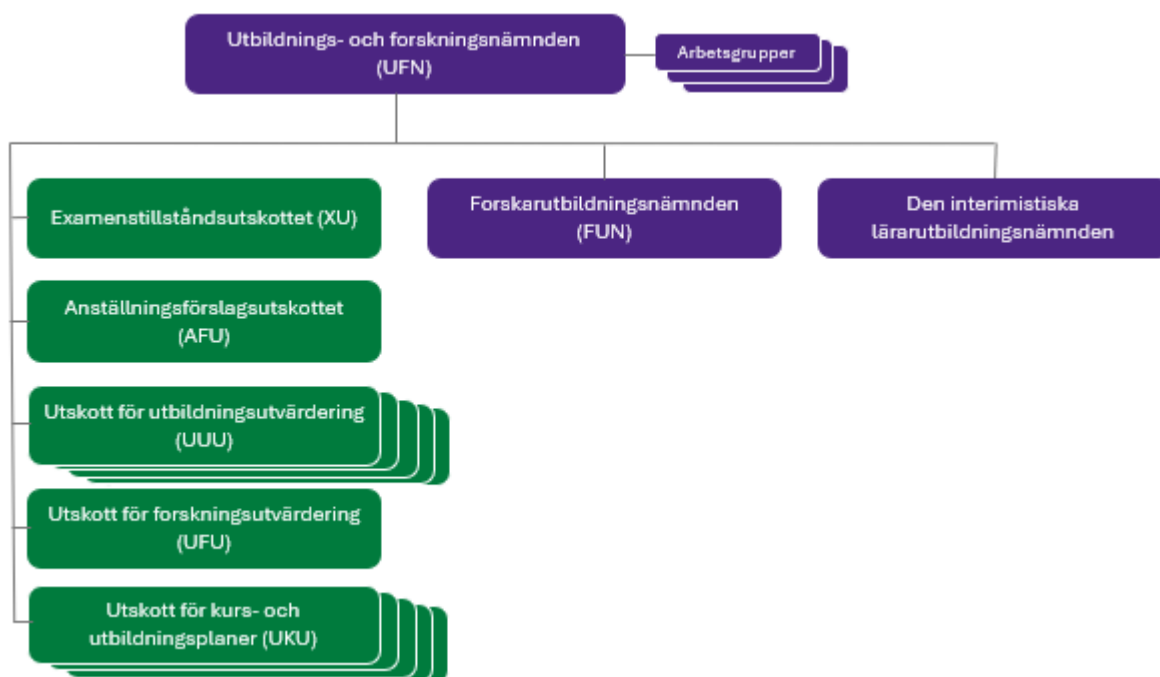 Utbildnings- och forskningsnämnden
(UFN)
Arbetsgrupper
Examenstillståndsutskottet (XU)
Forskarutbildningsnämnden
(FUN)
Den interimistiska
lärarutbildningsnämnden
Anställningsförslagsutskottet
(AFU)
Utskott för utbildningsutvärdering
(UUU)
Utskott för forskningsutvärdering
(UFU)
Utskott för kurs- och
utbildningsplaner (UKU)